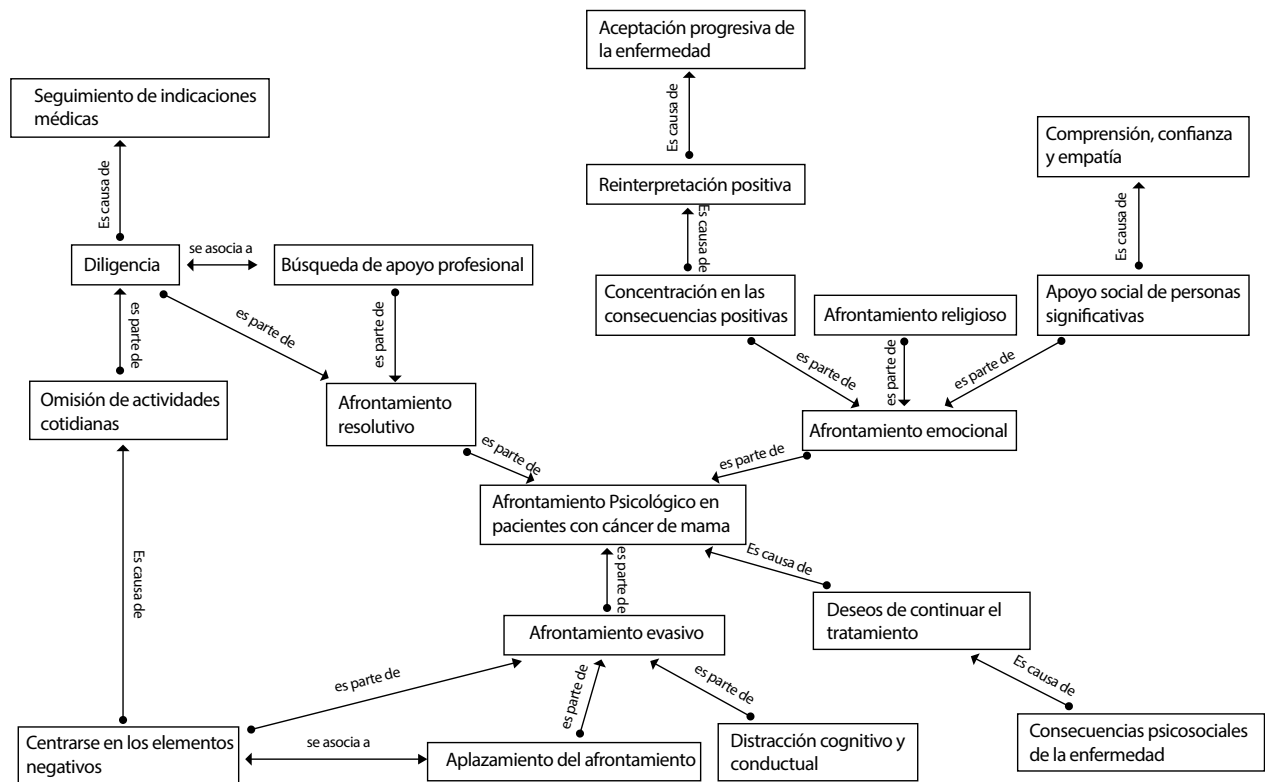 Aceptación progresiva de
la enfermedad
Seguimiento de indicaciones
médicas
Es causa de
Comprensión, confianza
y empatía
Es causa de
Reinterpretación positiva
Es causa de
Es causa de
Diligencia
se asocia a
Búsqueda de apoyo profesional
Concentración en las
consecuencias positivas
Afrontamiento religioso
Apoyo social de personas
significativas
es parte de
es parte de
es parte de
es parte de
es parte de
es parte de
Omisión de actividades
cotidianas
Afrontamiento
resolutivo
Afrontamiento emocional
es parte de
es parte de
Afrontamiento Psicológico en
pacientes con cáncer de mama
Es causa de
es parte de
Es causa de
Deseos de continuar el
tratamiento
Afrontamiento evasivo
es parte de
es parte de
es parte de
Es causa de
Centrarse en los elementos
negativos
se asocia a
Aplazamiento del afrontamiento
Distracción cognitivo y
conductual
Consecuencias psicosociales
de la enfermedad